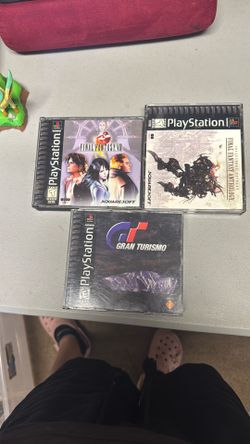 PlayStation
FINAL FANTASY VIII
SQUARESOFT
PlayStation
FINAL FANTASY ANTHOLOGY
SQUARESOFT
PlayStation
GT
GRAN TURISMO